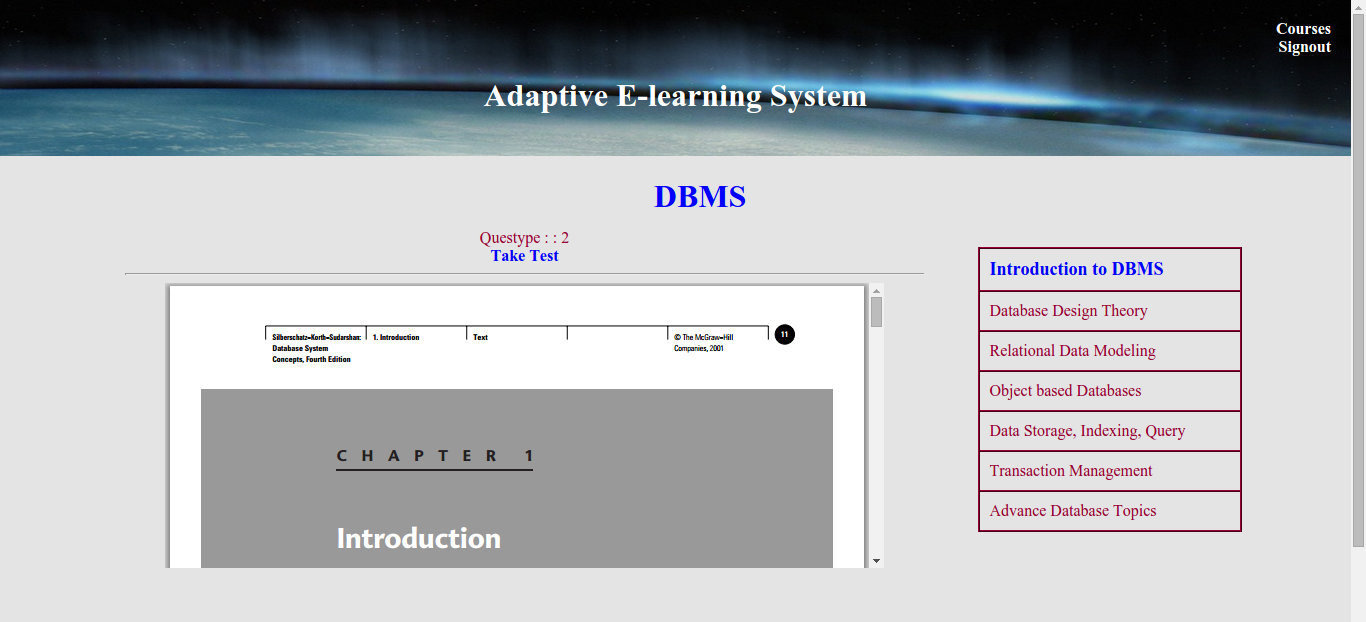 Courses
Signout
Adaptive E-learning System
DBMS
Questype : : 2
Take Test
Silberschatz−Korth−Sudarshan:
Database System
Concepts, Fourth Edition
1. Introduction
Text
© The McGraw−Hill
Companies, 2001
11
CHAPTER 1
Introduction
Introduction to DBMS
Database Design Theory
Relational Data Modeling
Object based Databases
Data Storage, Indexing, Query
Transaction Management
Advance Database Topics